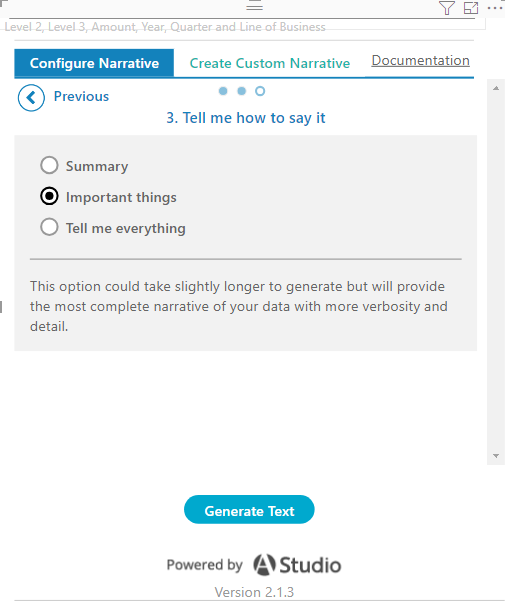 Level 2, Level 3, Amount, Year, Quarter and Line of Business
Configure Narrative
Create Custom Narrative
Documentation
Previous
3. Tell me how to say it
Summary
Important things
Tell me everything
This option could take slightly longer to generate but will provide
the most complete narrative of your data with more verbosity and
detail.
Generate Text
Powered by A Studio
Version 2.1.3